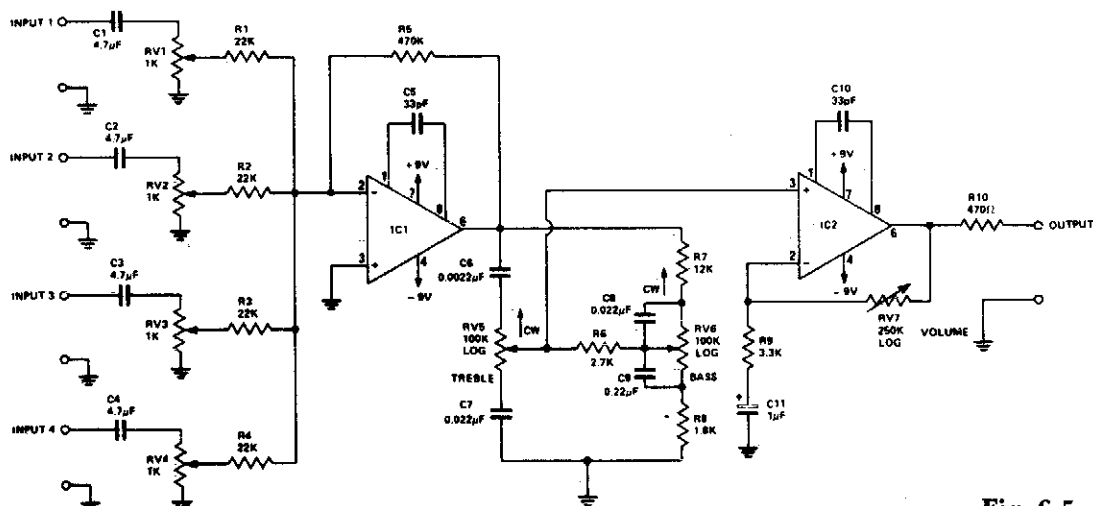 INPUT 1
C1
4.7µF
RV1
1K
R1
22K
INPUT 2
C2
4.7µF
RV2
1K
R2
22K
INPUT 3
C3
4.7µF
RV3
1K
R3
22K
INPUT 4
C4
4.7µF
RV4
1K
R4
22K
R5
470K
C5
33pF
1
+9V
7
8
2
-
IC1
6
3
+
4
-9V
C6
0.0022µF
CW
RV5
100K
LOG
TREBLE
C7
0.022µF
R6
2.7K
R7
12K
CW
C8
0.022µF
RV6
100K
LOG
BASS
C9
0.22µF
R8
1.8K
C10
33pF
1
+9V
7
8
3
+
IC2
6
2
-
4
-9V
R10
470Ω
OUTPUT
RV7
250K
LOG
VOLUME
R9
3.3K
+
C11
1µF
Fig. 6-5